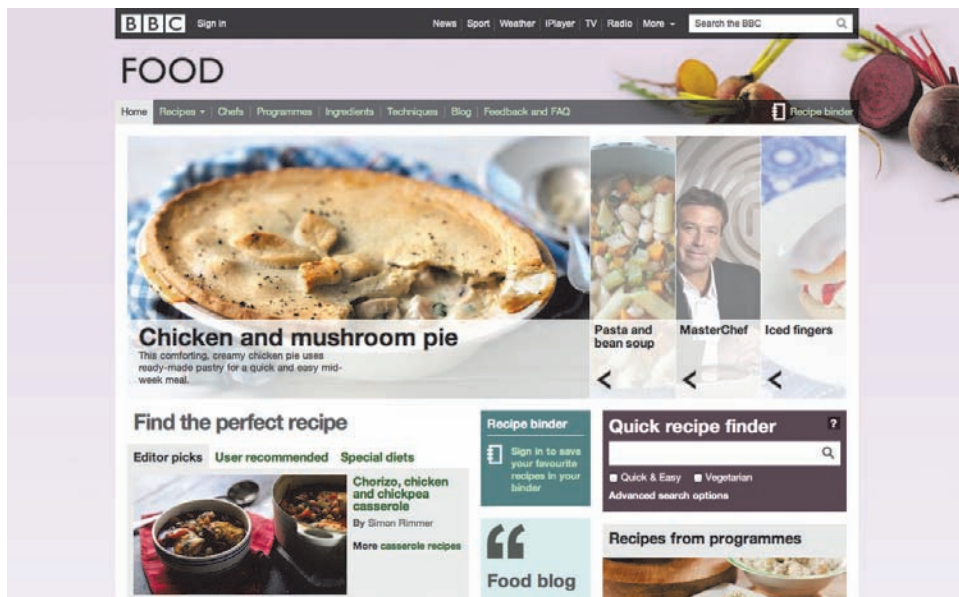 BBC Sign in News Sport Weather iPlayer TV Radio More Search the BBC
FOOD
Home Recipes Chefs Programmes Ingredients Techniques Blog Feedback and FAQ Recipe binder
Chicken and mushroom pie
This comforting, creamy chicken pie uses
ready-made pastry for a quick and easy mid-
week meal.
Pasta and
bean soup
MasterChef
Iced fingers
Find the perfect recipe
Editor picks User recommended Special diets
Chorizo, chicken
and chickpea
casserole
By Simon Rimmer
More casserole recipes
Recipe binder
Sign in to save
your favourite
recipes in your
binder
Food blog
Quick recipe finder ?
Quick & Easy Vegetarian
Advanced search options
Recipes from programmes